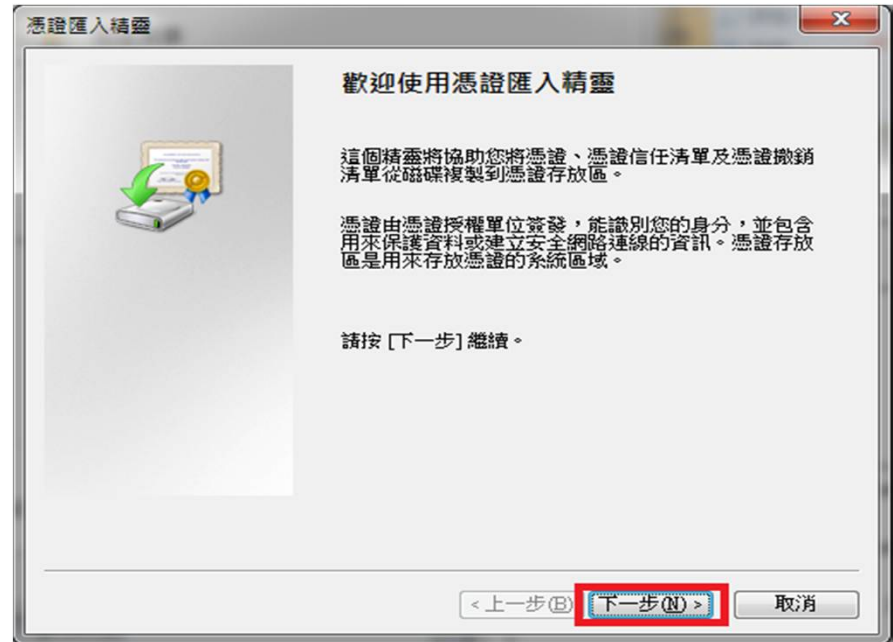 憑證匯入精靈
歡迎使用憑證匯入精靈
這個精靈將協助您將憑證、憑證信任清單及憑證撤銷
清單從磁碟複製到憑證存放區。
憑證由憑證授權單位簽發，能識別您的身分，並包含
用來保護資料或建立安全網路連線的資訊。憑證存放
區是用來存放憑證的系統區域。
請按 [下一步] 繼續。
< 上一步(B) 下一步(N) > 取消